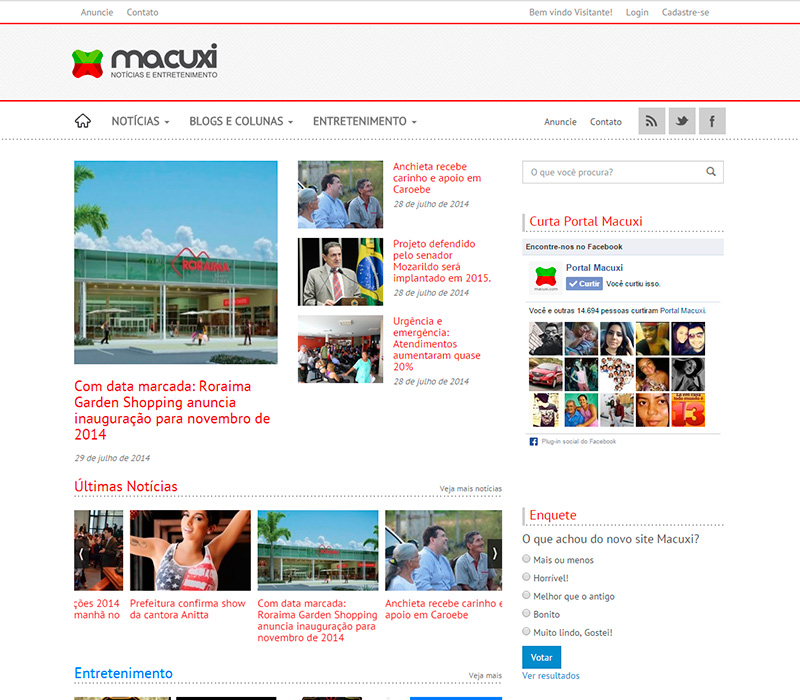 Anuncie Contato Bem vindo Visitante! Login Cadastre-se
macuxi
NOTÍCIAS E ENTRETENIMENTO
NOTÍCIAS BLOGS E COLUNAS ENTRETENIMENTO Anuncie Contato
RORAIMA
Com data marcada: Roraima
Garden Shopping anuncia
inauguração para novembro de
2014
29 de julho de 2014
Anchieta recebe
carinho e apoio em
Caroebe
28 de julho de 2014
Projeto defendido
pelo senador
Mozarildo será
implantado em 2015.
28 de julho de 2014
Urgência e
emergência:
Atendimentos
aumentaram quase
20%
28 de julho de 2014
O que você procura?
Curta Portal Macuxi
Encontre-nos no Facebook
Portal Macuxi
Curtir Você curtiu isso.
Você e outras 14.694 pessoas curtiram Portal Macuxi.
13
Plug-in social do Facebook
Últimas Notícias Veja mais notícias
ções 2014
manhã no
Prefeitura confirma show
da cantora Anitta
Com data marcada:
Roraima Garden Shopping
anuncia inauguração para
novembro de 2014
Anchieta recebe carinho e
apoio em Caroebe
Enquete
O que achou do novo site Macuxi?
Mais ou menos
Horrível!
Melhor que o antigo
Bonito
Muito lindo, Gostei!
Votar
Ver resultados
Entretenimento Veja mais